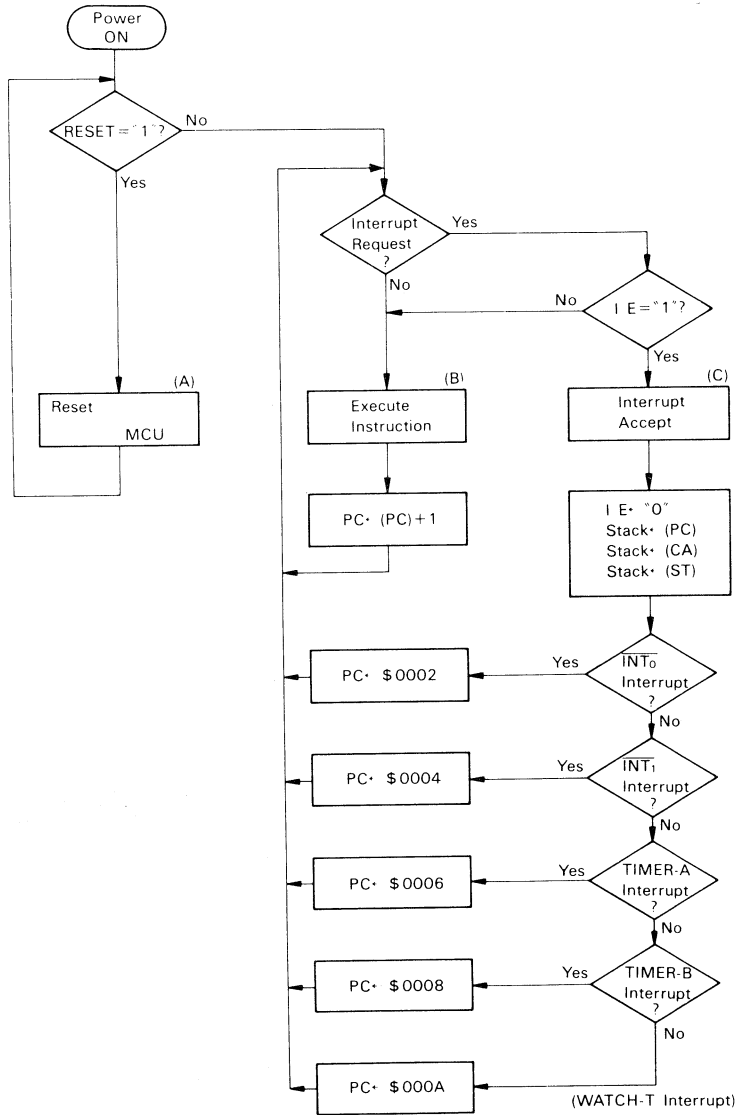 Power
ON
RESET="1"?
No
Yes
Interrupt
Request
?
Yes
No
I E="1"?
No
Yes
(A)
Reset
MCU
(B)
Execute
Instruction
(C)
Interrupt
Accept
PC← (PC)+1
I E← "0"
Stack← (PC)
Stack← (CA)
Stack← (ST)
INT0
Interrupt
?
Yes
No
PC← $0002
INT1
Interrupt
?
Yes
No
PC← $0004
TIMER-A
Interrupt
?
Yes
No
PC← $0006
TIMER-B
Interrupt
?
Yes
No
PC← $0008
PC← $000A
(WATCH-T Interrupt)